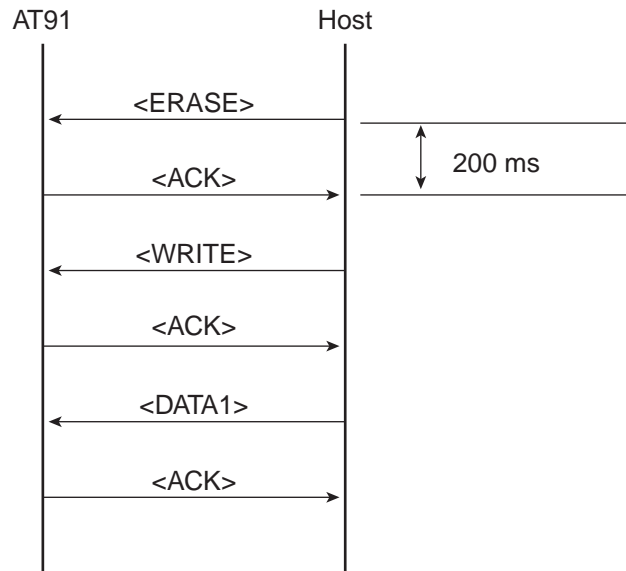 AT91 Host
<ERASE>
200 ms
<ACK>
<WRITE>
<ACK>
<DATA1>
<ACK>